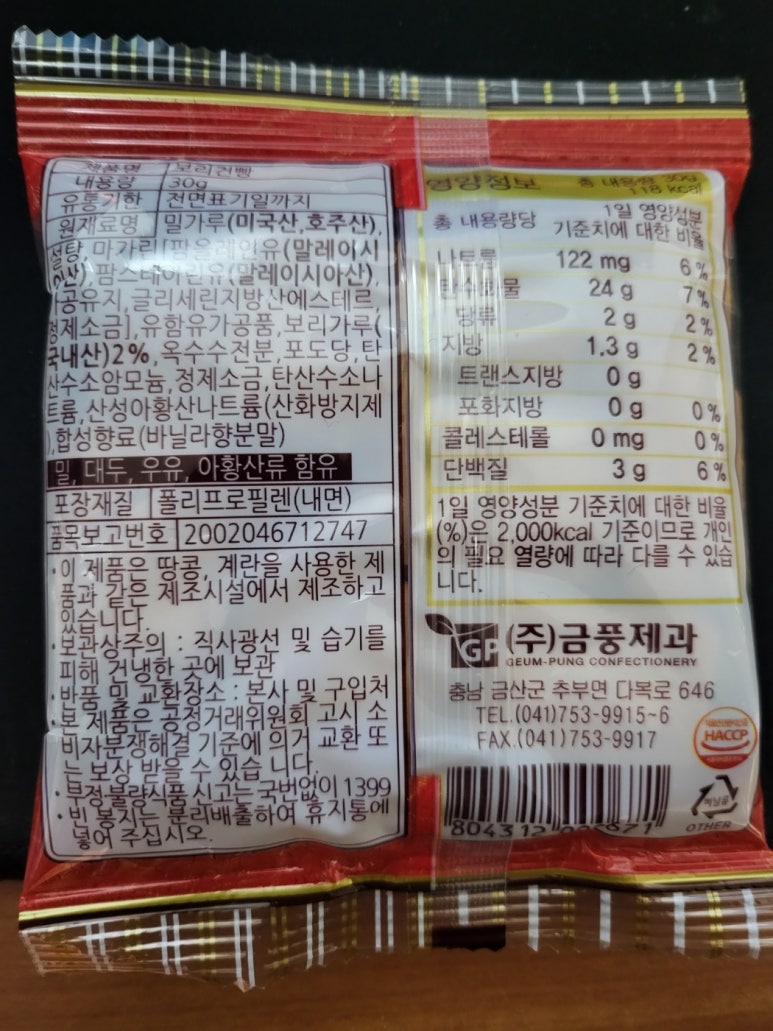 제품명 보리건빵
내용량 30g
유통기한 전면표기일까지
원재료명 밀가루(미국산,호주산),
설탕, 마가린[팜올레인유(말레이시
아산),팜스테아린유(말레이시아산),
가공유지,글리세린지방산에스테르,
정제소금],유함유가공품,보리가루(
국내산)2%,옥수수전분,포도당,탄
산수소암모늄,정제소금,탄산수소나
트륨,산성아황산나트륨(산화방지제
),합성향료(바닐라향분말)
밀, 대두, 우유, 아황산류 함유
포장재질 폴리프로필렌(내면)
품목보고번호 2002046712747
·이 제품은 땅콩, 계란을 사용한 제
품과 같은 제조시설에서 제조하고
있습니다.
·보관상주의 : 직사광선 및 습기를
피해 건냉한 곳에 보관
·반품 및 교환장소 : 본사 및 구입처
·본 제품은 공정거래위원회 고시 소
비자분쟁해결 기준에 의거 교환 또
는 보상 받을 수 있습 니다.
·부정·불량식품 신고는 국번없이 1399
·빈 봉지는 분리배출하여 휴지통에
넣어 주십시오.
영양정보 총 내용량 30g
118 kcal
총 내용량당 1일 영양성분
기준치에 대한 비율
나트륨 122 mg 6%
탄수화물 24 g 7%
당류 2 g 2%
지방 1.3 g 2%
트랜스지방 0 g
포화지방 0 g 0%
콜레스테롤 0 mg 0%
단백질 3 g 6%
1일 영양성분 기준치에 대한 비율
(%)은 2,000kcal 기준이므로 개인
의 필요 열량에 따라 다를 수 있습
니다.
GP (주)금풍제과
GEUM-PUNG CONFECTIONERY
충남 금산군 추부면 다복로 646
TEL.(041)753-9915~6
FAX.(041)753-9917
HACCP
비닐류
OTHER
804312